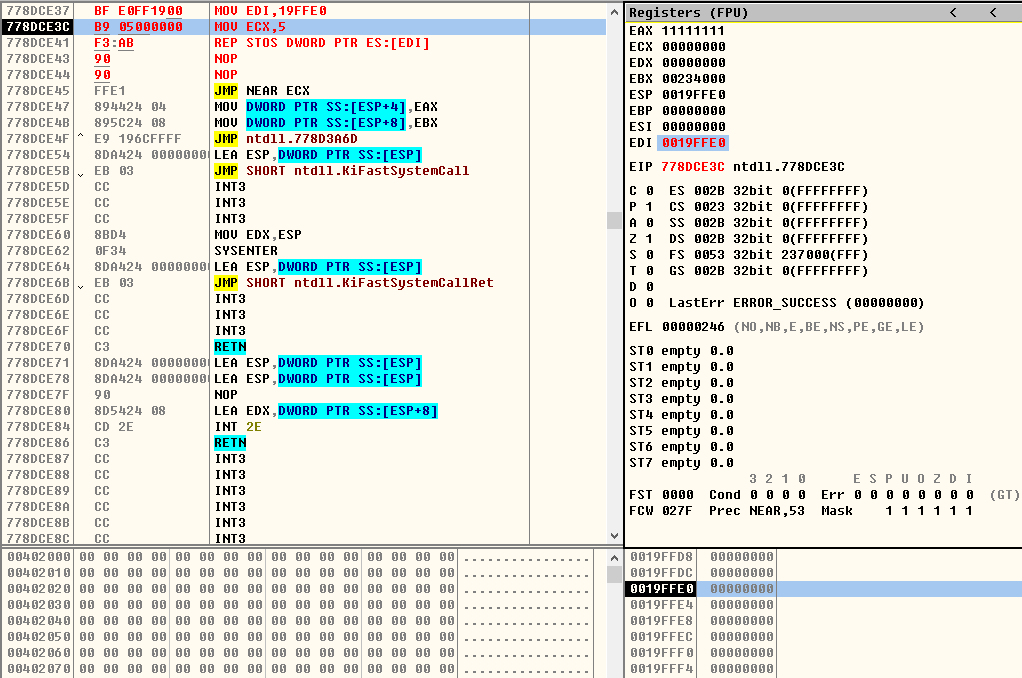 778DCE37 BF E0FF1900 MOV EDI,19FFE0
778DCE3C B9 05000000 MOV ECX,5
778DCE41 F3:AB REP STOS DWORD PTR ES:[EDI]
778DCE43 90 NOP
778DCE44 90 NOP
778DCE45 FFE1 JMP NEAR ECX
778DCE47 894424 04 MOV DWORD PTR SS:[ESP+4],EAX
778DCE4B 895C24 08 MOV DWORD PTR SS:[ESP+8],EBX
778DCE4F ^ E9 196CFFFF JMP ntdll.778D3A6D
778DCE54 8DA424 0000000 LEA ESP,DWORD PTR SS:[ESP]
778DCE5B EB 03 JMP SHORT ntdll.KiFastSystemCall
778DCE5D CC INT3
778DCE5E CC INT3
778DCE5F CC INT3
778DCE60 8BD4 MOV EDX,ESP
778DCE62 0F34 SYSENTER
778DCE64 8DA424 0000000 LEA ESP,DWORD PTR SS:[ESP]
778DCE6B EB 03 JMP SHORT ntdll.KiFastSystemCallRet
778DCE6D CC INT3
778DCE6E CC INT3
778DCE6F CC INT3
778DCE70 C3 RETN
778DCE71 8DA424 0000000 LEA ESP,DWORD PTR SS:[ESP]
778DCE78 8DA424 0000000 LEA ESP,DWORD PTR SS:[ESP]
778DCE7F 90 NOP
778DCE80 8D5424 08 LEA EDX,DWORD PTR SS:[ESP+8]
778DCE84 CD 2E INT 2E
778DCE86 C3 RETN
778DCE87 CC INT3
778DCE88 CC INT3
778DCE89 CC INT3
778DCE8A CC INT3
778DCE8B CC INT3
778DCE8C CC INT3
Registers (FPU) < <
EAX 11111111
ECX 00000000
EDX 00000000
EBX 00234000
ESP 0019FFE0
EBP 00000000
ESI 00000000
EDI 0019FFE0
EIP 778DCE3C ntdll.778DCE3C
C 0 ES 002B 32bit 0(FFFFFFFF)
P 1 CS 0023 32bit 0(FFFFFFFF)
A 0 SS 002B 32bit 0(FFFFFFFF)
Z 1 DS 002B 32bit 0(FFFFFFFF)
S 0 FS 0053 32bit 237000(FFF)
T 0 GS 002B 32bit 0(FFFFFFFF)
D 0
O 0 LastErr ERROR_SUCCESS (00000000)
EFL 00000246 (NO,NB,E,BE,NS,PE,GE,LE)
ST0 empty 0.0
ST1 empty 0.0
ST2 empty 0.0
ST3 empty 0.0
ST4 empty 0.0
ST5 empty 0.0
ST6 empty 0.0
ST7 empty 0.0
3 2 1 0 E S P U O Z D I
FST 0000 Cond 0 0 0 0 Err 0 0 0 0 0 0 0 0 (GT)
FCW 027F Prec NEAR,53 Mask 1 1 1 1 1 1
00402000 00 00 00 00 00 00 00 00 00 00 00 00 00 00 00 00 ................
00402010 00 00 00 00 00 00 00 00 00 00 00 00 00 00 00 00 ................
00402020 00 00 00 00 00 00 00 00 00 00 00 00 00 00 00 00 ................
00402030 00 00 00 00 00 00 00 00 00 00 00 00 00 00 00 00 ................
00402040 00 00 00 00 00 00 00 00 00 00 00 00 00 00 00 00 ................
00402050 00 00 00 00 00 00 00 00 00 00 00 00 00 00 00 00 ................
00402060 00 00 00 00 00 00 00 00 00 00 00 00 00 00 00 00 ................
00402070 00 00 00 00 00 00 00 00 00 00 00 00 00 00 00 00 ................
0019FFD8 00000000
0019FFDC 00000000
0019FFE0 00000000
0019FFE4 00000000
0019FFE8 00000000
0019FFEC 00000000
0019FFF0 00000000
0019FFF4 00000000